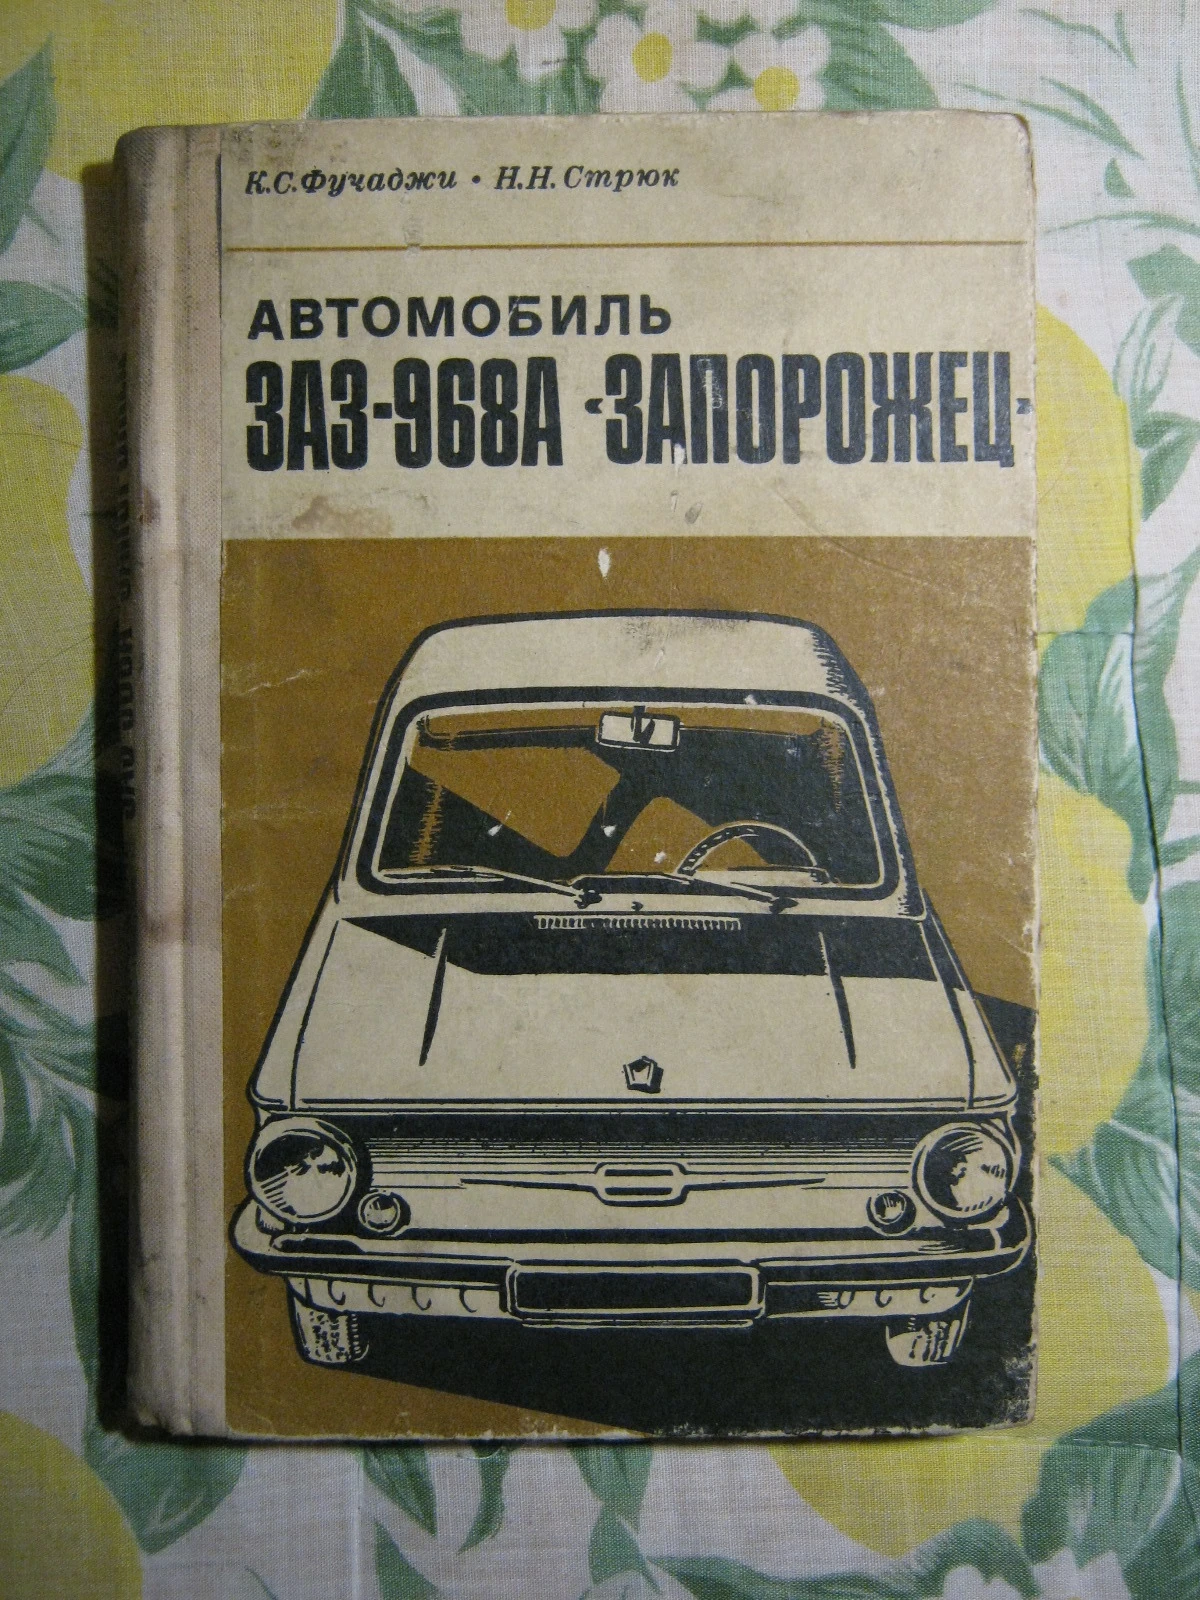 К.С.Фучаджи • Н.Н.Стрюк
АВТОМОБИЛЬ
ЗАЗ-968А «ЗАПОРОЖЕЦ»